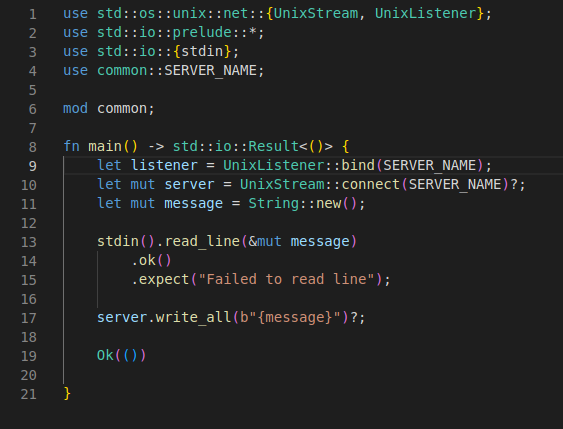 1 use std::os::unix::net::{UnixStream, UnixListener};
2 use std::io::prelude::*;
3 use std::io::{stdin};
4 use common::SERVER_NAME;
5
6 mod common;
7
8 fn main() -> std::io::Result<()> {
9     let listener = UnixListener::bind(SERVER_NAME);
10     let mut server = UnixStream::connect(SERVER_NAME)?;
11     let mut message = String::new();
12
13     stdin().read_line(&mut message)
14         .ok()
15         .expect("Failed to read line");
16
17     server.write_all(b"{message}")?;
18
19     Ok(())
20
21 }